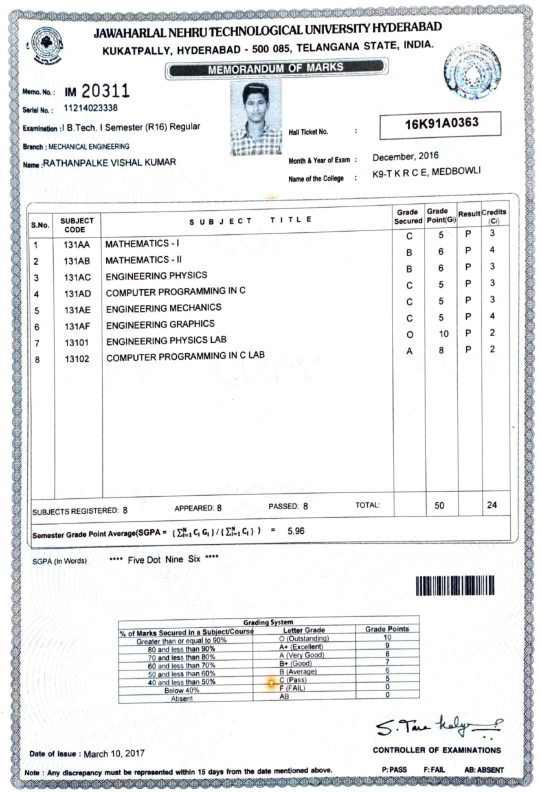 JAWAHARLAL NEHRU TECHNOLOGICAL UNIVERSITY HYDERABAD
KUKATPALLY, HYDERABAD - 500 085, TELANGANA STATE, INDIA.
MEMORANDUM OF MARKS
Memo. No. : IM 20311
Serial No. : 11214023338
Examination : I B.Tech. I Semester (R16) Regular
Hall Ticket No. : 16K91A0363
Branch : MECHANICAL ENGINEERING
Month & Year of Exam : December, 2016
Name : RATHANPALKE VISHAL KUMAR
Name of the College : K9-T K R C E, MEDBOWLI
S.No. SUBJECT CODE SUBJECT TITLE Grade Secured Grade Point(Gi) Result Credits (Ci)
1 131AA MATHEMATICS - I C 5 P 3
2 131AB MATHEMATICS - II B 6 P 4
3 131AC ENGINEERING PHYSICS B 6 P 3
4 131AD COMPUTER PROGRAMMING IN C C 5 P 3
5 131AE ENGINEERING MECHANICS C 5 P 3
6 131AF ENGINEERING GRAPHICS C 5 P 4
7 13101 ENGINEERING PHYSICS LAB O 10 P 2
8 13102 COMPUTER PROGRAMMING IN C LAB A 8 P 2
SUBJECTS REGISTERED: 8 APPEARED: 8 PASSED: 8 TOTAL: 50 24
Semester Grade Point Average(SGPA = {∑ᴺᵢ₌₁ Cᵢ Gᵢ} / {∑ᴺᵢ₌₁ Cᵢ} ) = 5.96
SGPA (In Words) **** Five Dot Nine Six ****
Grading System
% of Marks Secured in a Subject/Course Letter Grade Grade Points
Greater than or equal to 90% O (Outstanding) 10
80 and less than 90% A+ (Excellent) 9
70 and less than 80% A (Very Good) 8
60 and less than 70% B+ (Good) 7
50 and less than 60% B (Average) 6
40 and less than 50% C (Pass) 5
Below 40% F (FAIL) 0
Absent AB 0
CONTROLLER OF EXAMINATIONS
Date of Issue : March 10, 2017
Note : Any discrepancy must be represented within 15 days from the date mentioned above. P: PASS F: FAIL AB: ABSENT